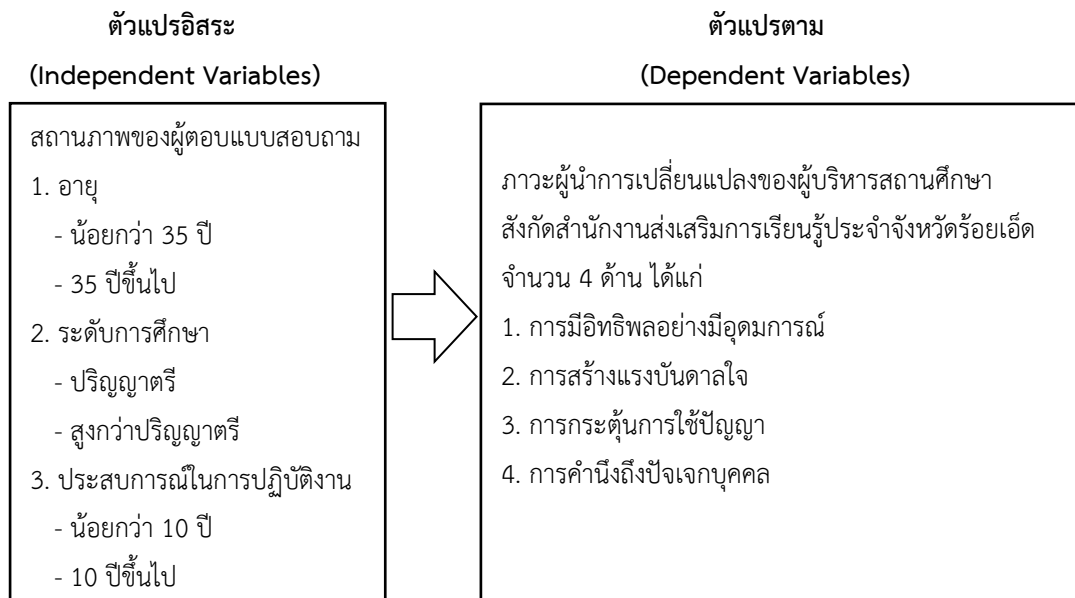 ตัวแปรอิสระ
(Independent Variables)
สถานภาพของผู้ตอบแบบสอบถาม
1. อายุ
- น้อยกว่า 35 ปี
- 35 ปีขึ้นไป
2. ระดับการศึกษา
- ปริญญาตรี
- สูงกว่าปริญญาตรี
3. ประสบการณ์ในการปฏิบัติงาน
- น้อยกว่า 10 ปี
- 10 ปีขึ้นไป
ตัวแปรตาม
(Dependent Variables)
ภาวะผู้นำการเปลี่ยนแปลงของผู้บริหารสถานศึกษา
สังกัดสำนักงานส่งเสริมการเรียนรู้ประจำจังหวัดร้อยเอ็ด
จำนวน 4 ด้าน ได้แก่
1. การมีอิทธิพลอย่างมีอุดมการณ์
2. การสร้างแรงบันดาลใจ
3. การกระตุ้นการใช้ปัญญา
4. การคำนึงถึงปัจเจกบุคคล